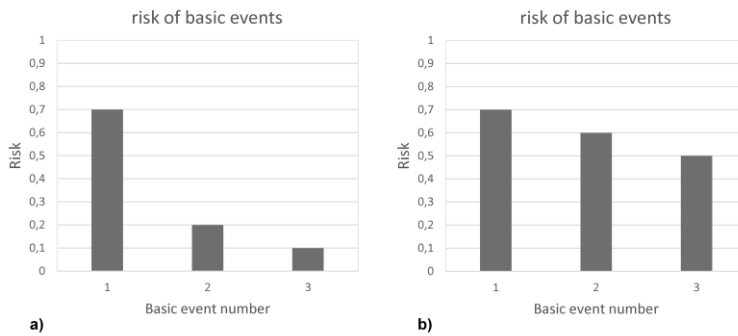 risk of basic events
1
0,9
0,8
0,7
0,6
0,5
0,4
0,3
0,2
0,1
0
Risk
1 2 3
Basic event number
a)
risk of basic events
1
0,9
0,8
0,7
0,6
0,5
0,4
0,3
0,2
0,1
0
Risk
1 2 3
Basic event number
b)